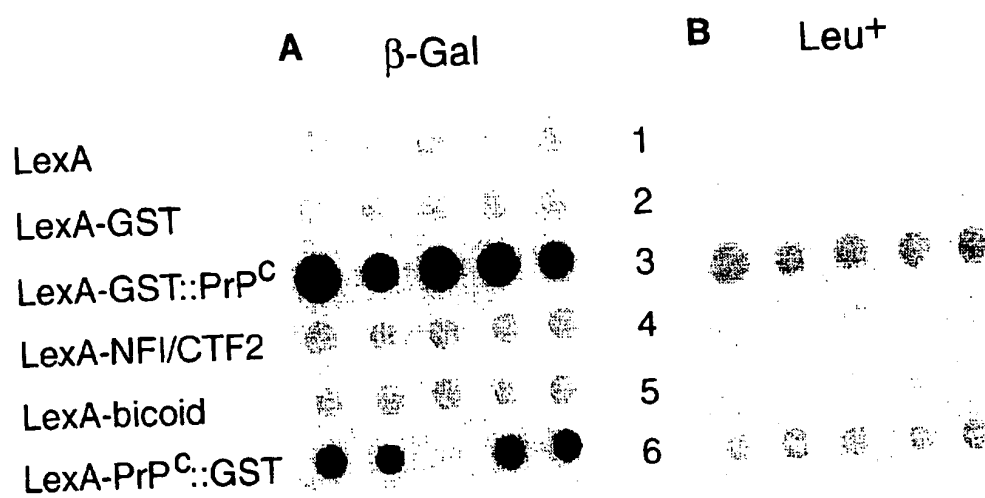 A β-Gal B Leu⁺
LexA 1
LexA-GST 2
LexA-GST::PrPᶜ 3
LexA-NFI/CTF2 4
LexA-bicoid 5
LexA-PrPᶜ::GST 6